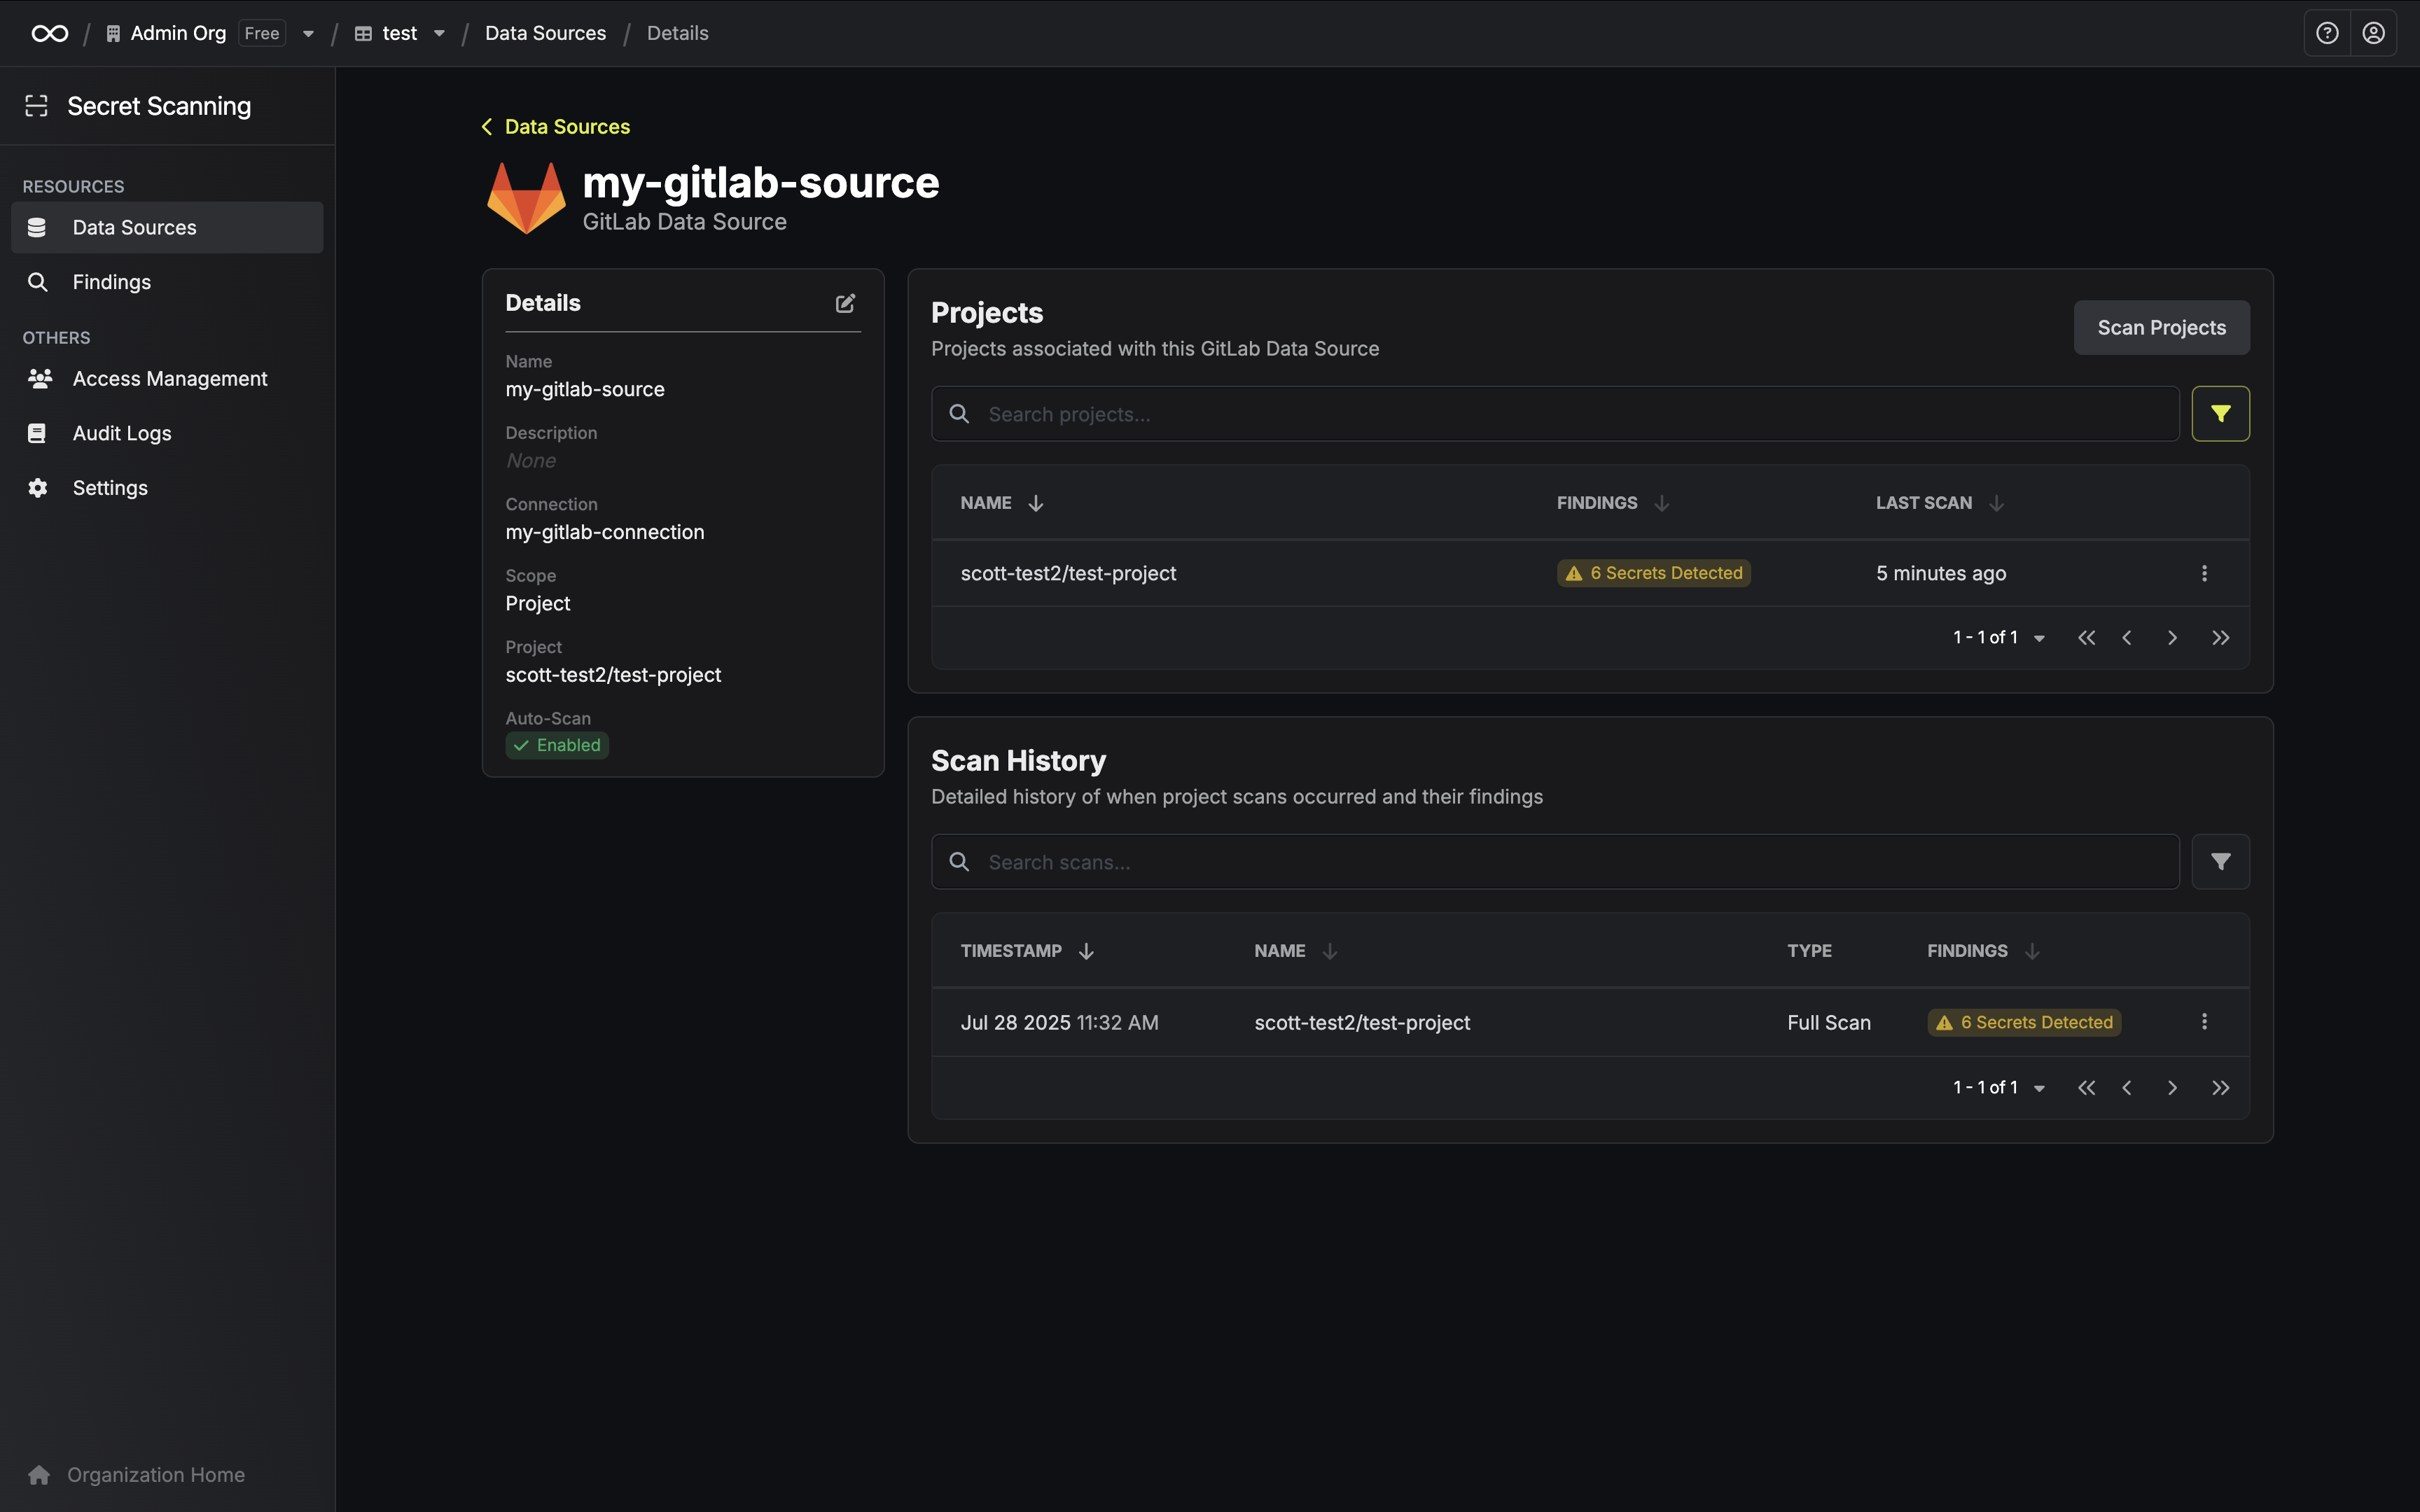 Admin Org Free / test / Data Sources / Details
Secret Scanning
RESOURCES
Data Sources
Findings
OTHERS
Access Management
Audit Logs
Settings
Organization Home
Data Sources
my-gitlab-source
GitLab Data Source
Details
Name
my-gitlab-source
Description
None
Connection
my-gitlab-connection
Scope
Project
Project
scott-test2/test-project
Auto-Scan
Enabled
Projects
Projects associated with this GitLab Data Source
Scan Projects
Search projects...
NAME FINDINGS LAST SCAN
scott-test2/test-project 6 Secrets Detected 5 minutes ago
1 - 1 of 1
Scan History
Detailed history of when project scans occurred and their findings
Search scans...
TIMESTAMP NAME TYPE FINDINGS
Jul 28 2025 11:32 AM scott-test2/test-project Full Scan 6 Secrets Detected
1 - 1 of 1